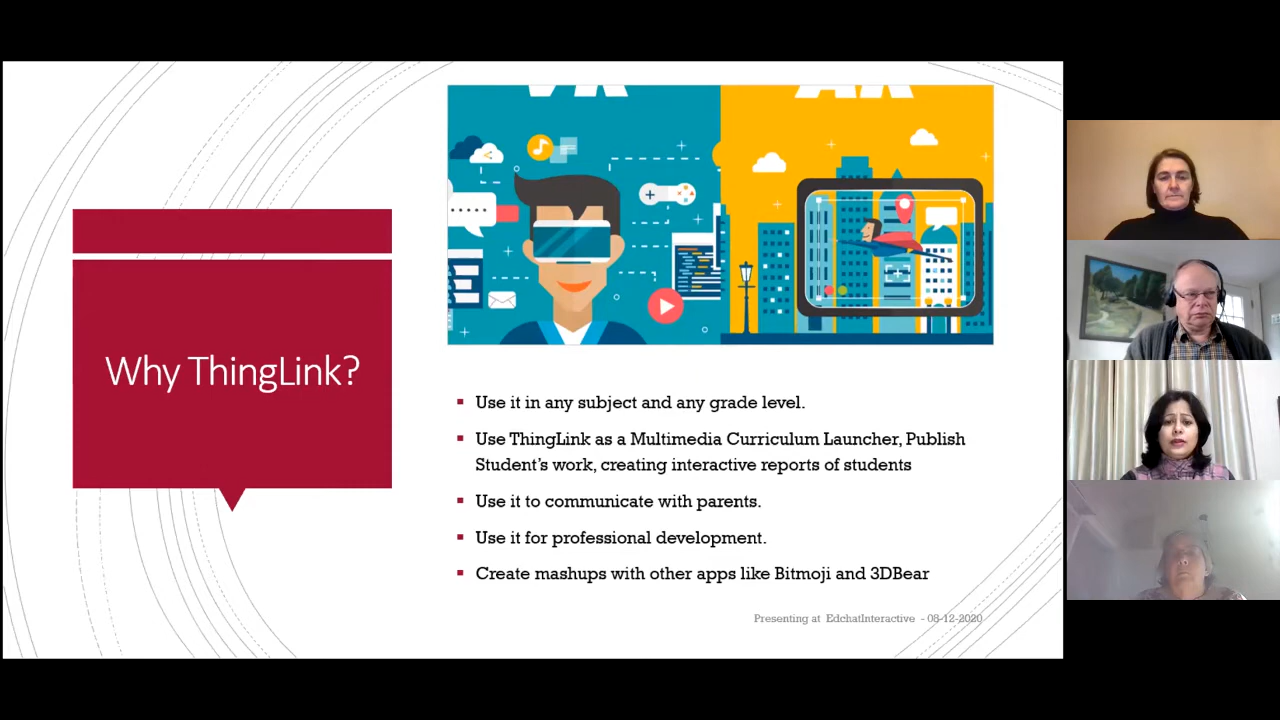 Why ThingLink?
Use it in any subject and any grade level.
Use ThingLink as a Multimedia Curriculum Launcher, Publish
Student’s work, creating interactive reports of students
Use it to communicate with parents.
Use it for professional development.
Create mashups with other apps like Bitmoji and 3DBear
Presenting at EdchatInteractive - 08-12-2020